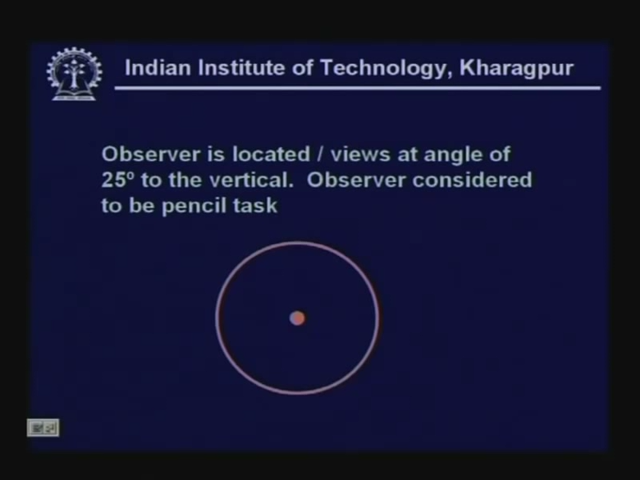 Indian Institute of Technology, Kharagpur
Observer is located / views at angle of
25º to the vertical.  Observer considered
to be pencil task